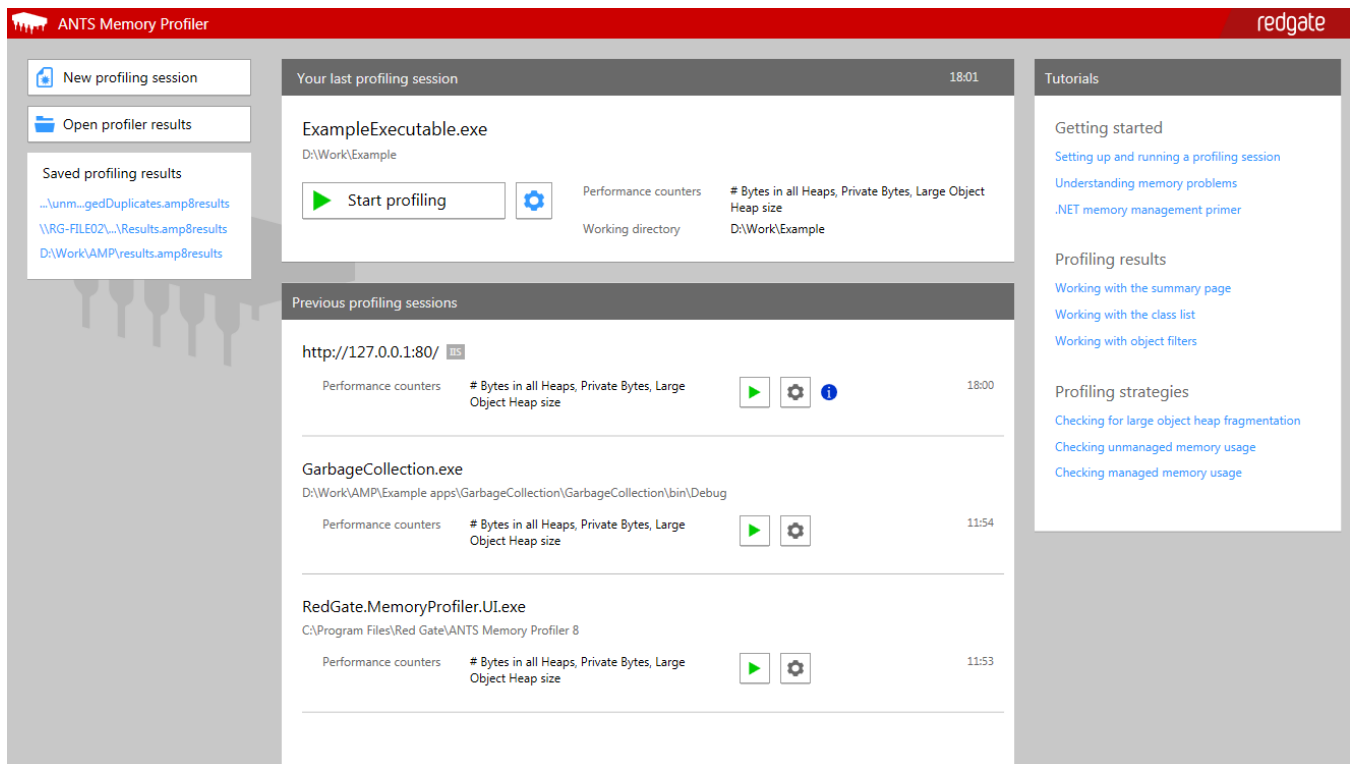 ANTS Memory Profiler
redgate
New profiling session
Open profiler results
Saved profiling results
...\unm...gedDuplicates.amp8results
\\RG-FILE02\...\Results.amp8results
D:\Work\AMP\results.amp8results
Your last profiling session 18:01
ExampleExecutable.exe
D:\Work\Example
Start profiling
Performance counters # Bytes in all Heaps, Private Bytes, Large Object
Heap size
Working directory D:\Work\Example
Previous profiling sessions
http://127.0.0.1:80/ IIS
Performance counters # Bytes in all Heaps, Private Bytes, Large 18:00
Object Heap size
GarbageCollection.exe
D:\Work\AMP\Example apps\GarbageCollection\GarbageCollection\bin\Debug
Performance counters # Bytes in all Heaps, Private Bytes, Large 11:54
Object Heap size
RedGate.MemoryProfiler.UI.exe
C:\Program Files\Red Gate\ANTS Memory Profiler 8
Performance counters # Bytes in all Heaps, Private Bytes, Large 11:53
Object Heap size
Tutorials
Getting started
Setting up and running a profiling session
Understanding memory problems
.NET memory management primer
Profiling results
Working with the summary page
Working with the class list
Working with object filters
Profiling strategies
Checking for large object heap fragmentation
Checking unmanaged memory usage
Checking managed memory usage